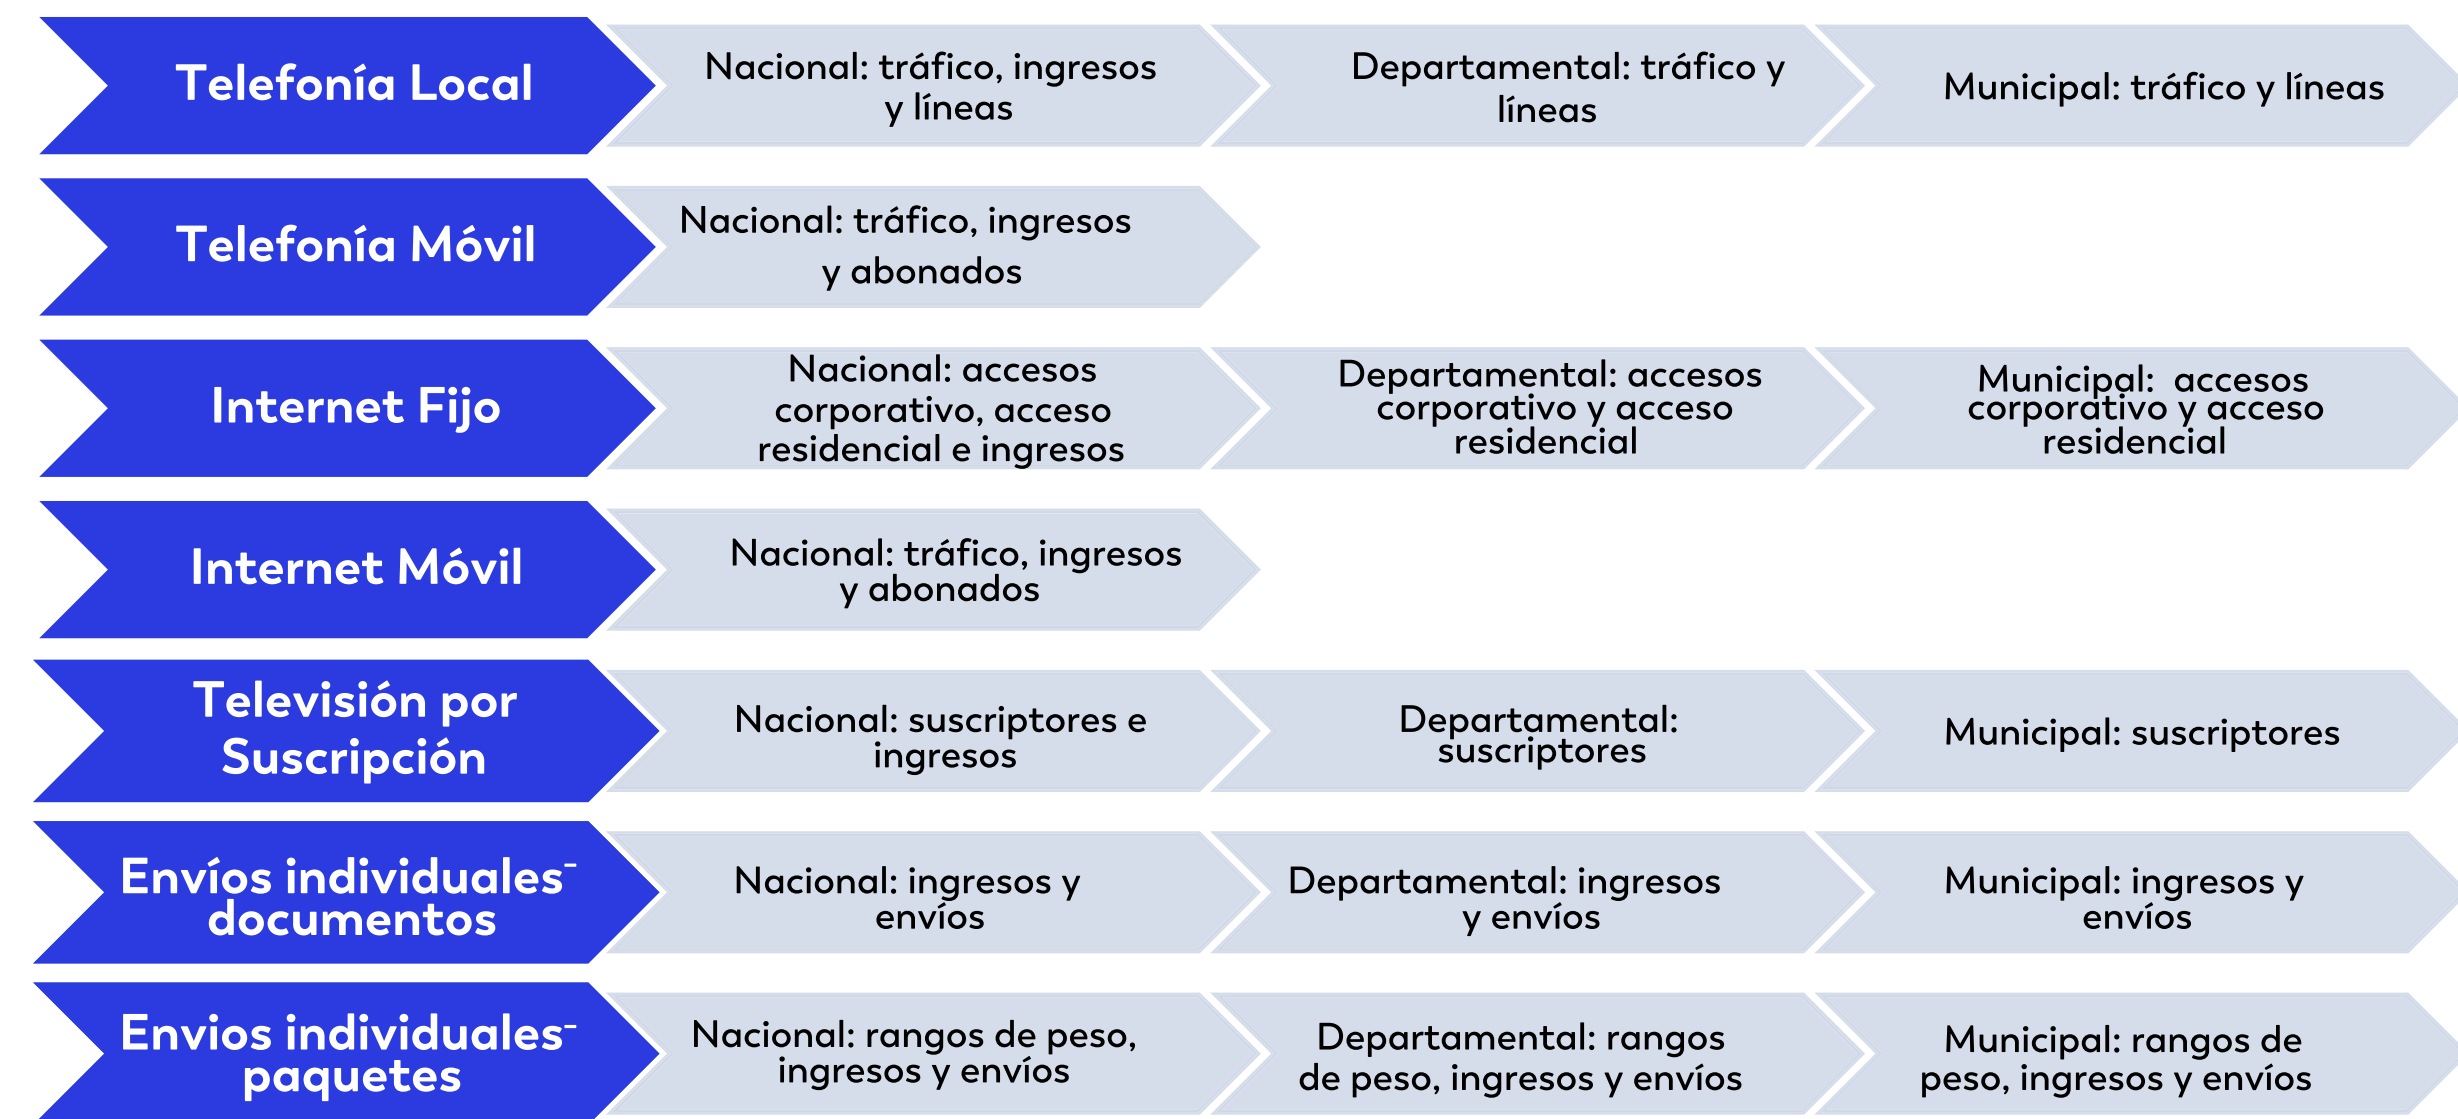 Telefonía Local
Nacional: tráfico, ingresos
y líneas
Departamental: tráfico y
líneas
Municipal: tráfico y líneas
Telefonía Móvil
Nacional: tráfico, ingresos
y abonados
Internet Fijo
Nacional: accesos
corporativo, acceso
residencial e ingresos
Departamental: accesos
corporativo y acceso
residencial
Municipal:  accesos
corporativo y acceso
residencial
Internet Móvil
Nacional: tráfico, ingresos
y abonados
Televisión por
Suscripción
Nacional: suscriptores e
ingresos
Departamental:
suscriptores
Municipal: suscriptores
Envíos individuales-
documentos
Nacional: ingresos y
envíos
Departamental: ingresos
y envíos
Municipal: ingresos y
envíos
Envios individuales-
paquetes
Nacional: rangos de peso,
ingresos y envíos
Departamental: rangos
de peso, ingresos y envíos
Municipal: rangos de
peso, ingresos y envíos